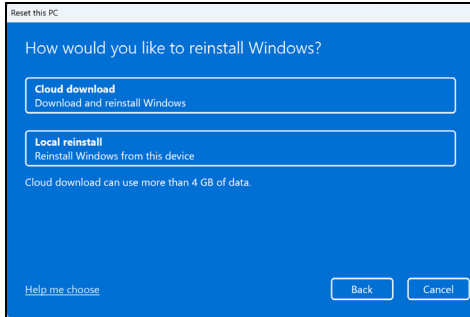 Reset this PC
How would you like to reinstall Windows?
Cloud download
Download and reinstall Windows
Local reinstall
Reinstall Windows from this device
Cloud download can use more than 4 GB of data.
Help me choose
Back
Cancel